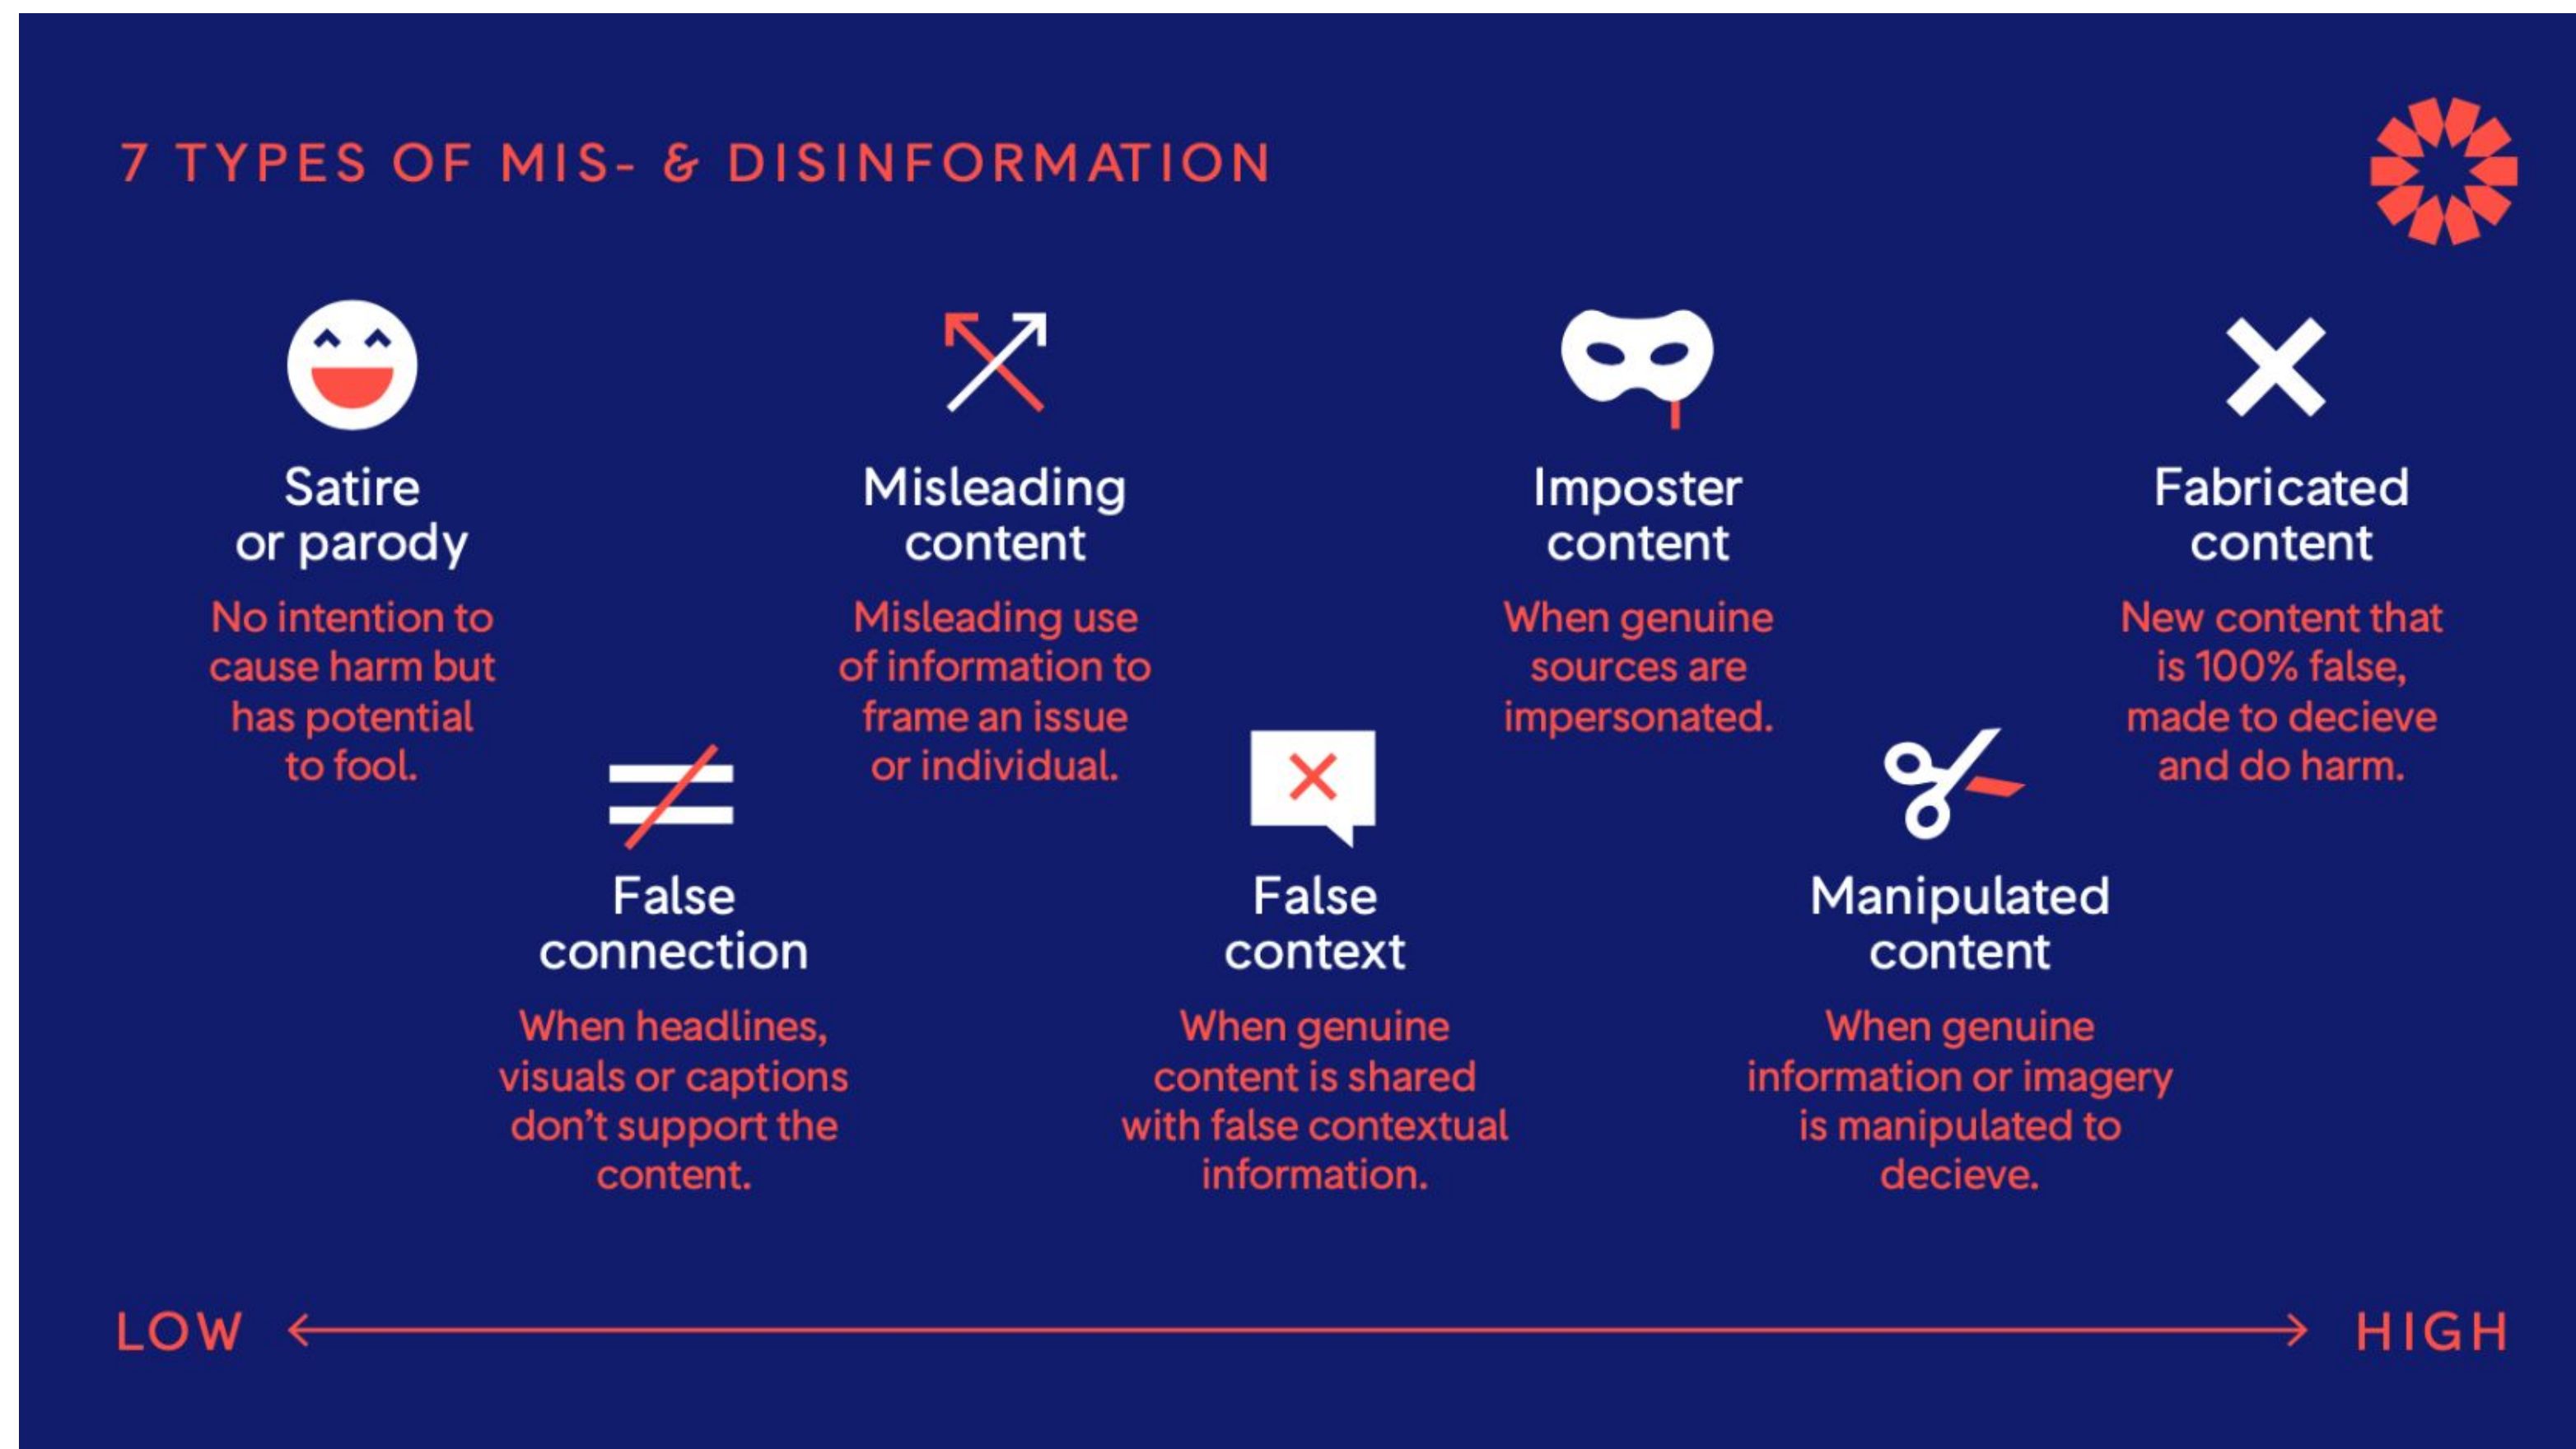 7 TYPES OF MIS- & DISINFORMATION
Satire
or parody
No intention to
cause harm but
has potential
to fool.
False
connection
When headlines,
visuals or captions
don’t support the
content.
Misleading
content
Misleading use
of information to
frame an issue
or individual.
False
context
When genuine
content is shared
with false contextual
information.
Imposter
content
When genuine
sources are
impersonated.
Manipulated
content
When genuine
information or imagery
is manipulated to
decieve.
Fabricated
content
New content that
is 100% false,
made to decieve
and do harm.
LOW
HIGH